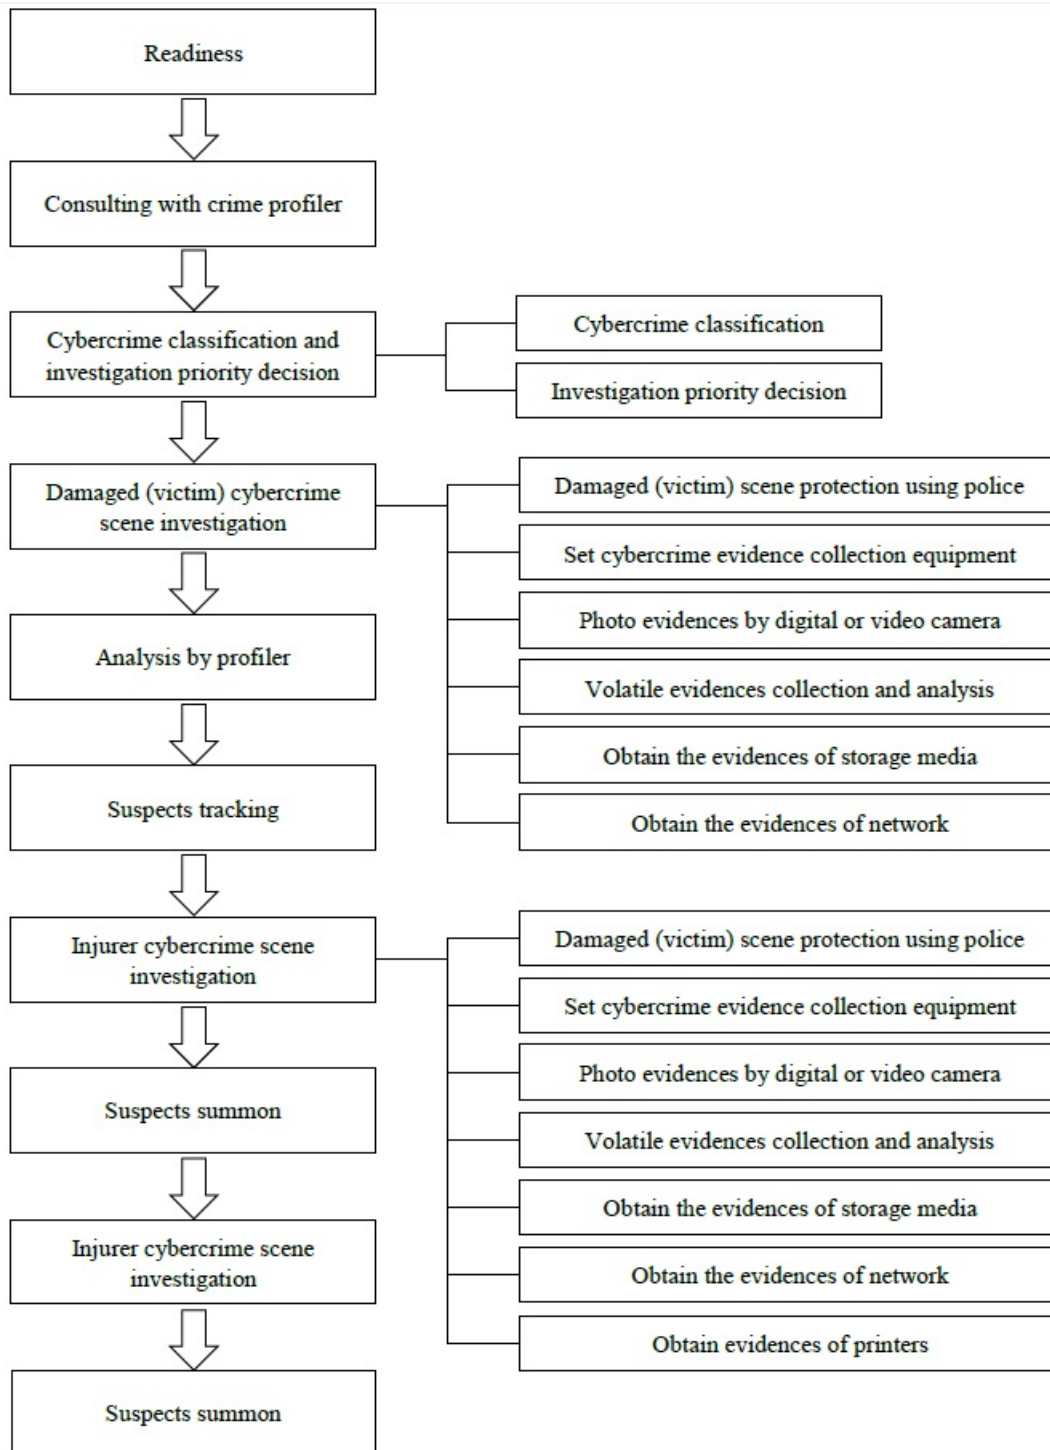 Readiness
Consulting with crime profiler
Cybercrime classification and
investigation priority decision
Cybercrime classification
Investigation priority decision
Damaged (victim) cybercrime
scene investigation
Damaged (victim) scene protection using police
Set cybercrime evidence collection equipment
Photo evidences by digital or video camera
Volatile evidences collection and analysis
Obtain the evidences of storage media
Obtain the evidences of network
Analysis by profiler
Suspects tracking
Injurer cybercrime scene
investigation
Damaged (victim) scene protection using police
Set cybercrime evidence collection equipment
Photo evidences by digital or video camera
Volatile evidences collection and analysis
Obtain the evidences of storage media
Obtain the evidences of network
Obtain evidences of printers
Suspects summon
Injurer cybercrime scene
investigation
Suspects summon